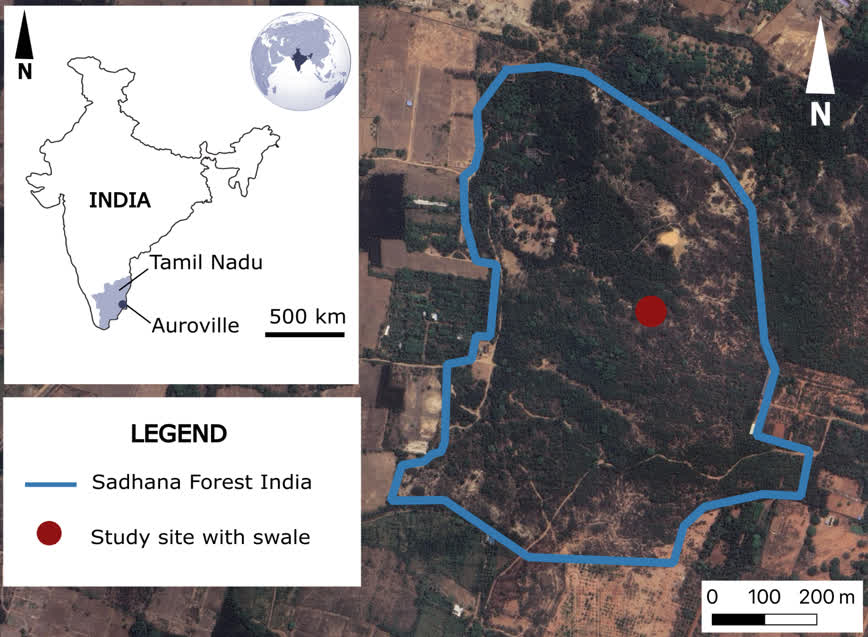 N
INDIA
Tamil Nadu
Auroville
500 km
LEGEND
Sadhana Forest India
Study site with swale
N
0 100 200 m